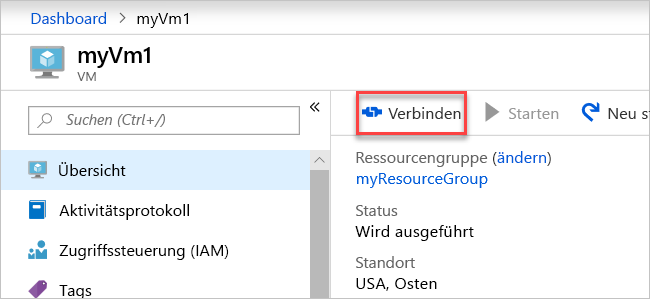 Dashboard > myVm1
myVm1
VM
Suchen (Ctrl+/)
«
Verbinden
Starten
Neu st
Übersicht
Aktivitätsprotokoll
Zugriffssteuerung (IAM)
Tags
Ressourcengruppe (ändern)
myResourceGroup
Status
Wird ausgeführt
Standort
USA, Osten